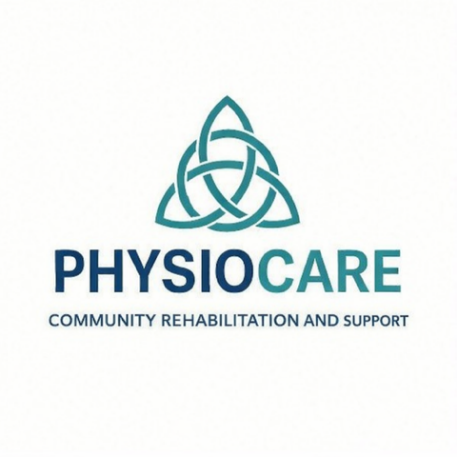 PHYSIOCARE
COMMUNITY REHABILITATION AND SUPPORT